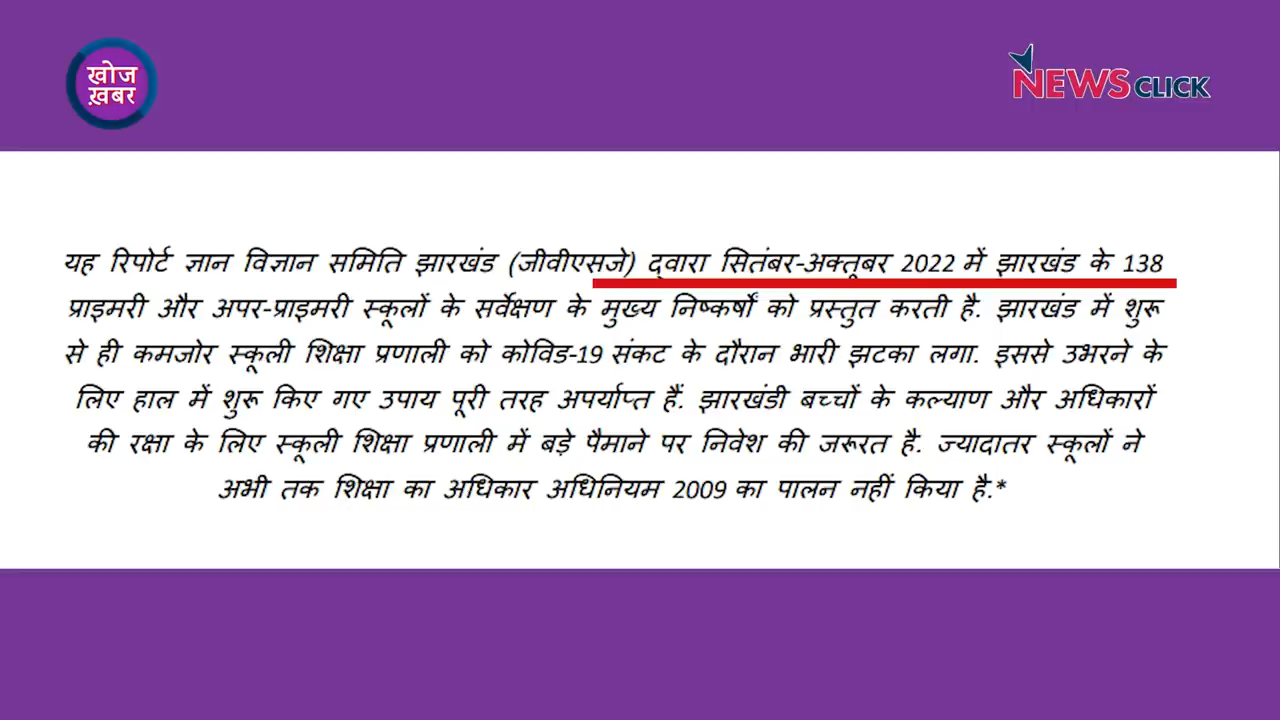 खोज
ख़बर
NEWSCLICK
यह रिपोर्ट ज्ञान विज्ञान समिति झारखंड (जीवीएसजे) द्वारा सितंबर-अक्तूबर 2022 में झारखंड के 138
प्राइमरी और अपर-प्राइमरी स्कूलों के सर्वेक्षण के मुख्य निष्कर्षों को प्रस्तुत करती है. झारखंड में शुरू
से ही कमजोर स्कूली शिक्षा प्रणाली को कोविड-19 संकट के दौरान भारी झटका लगा. इससे उभरने के
लिए हाल में शुरू किए गए उपाय पूरी तरह अपर्याप्त हैं. झारखंडी बच्चों के कल्याण और अधिकारों
की रक्षा के लिए स्कूली शिक्षा प्रणाली में बड़े पैमाने पर निवेश की जरूरत है. ज्यादातर स्कूलों ने
अभी तक शिक्षा का अधिकार अधिनियम 2009 का पालन नहीं किया है.*